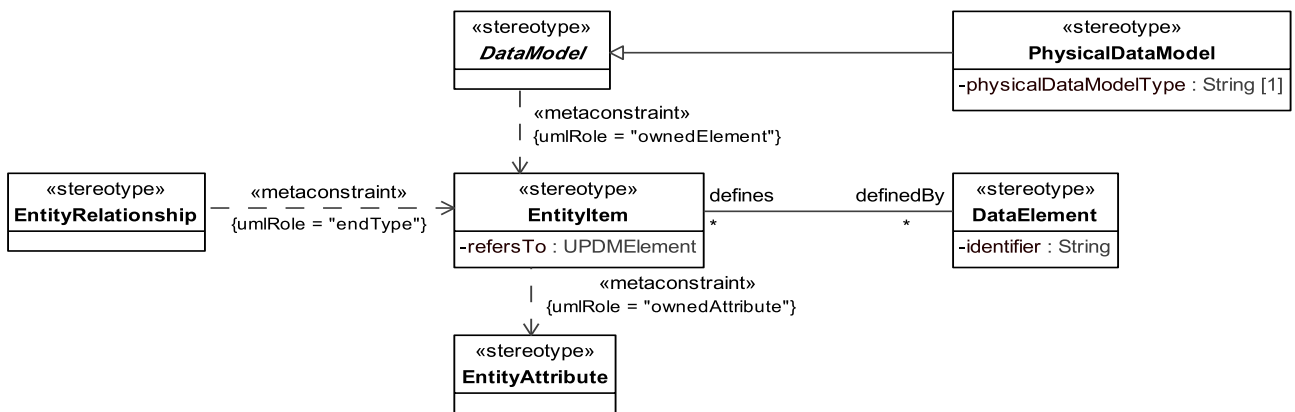 «stereotype»
DataModel
«stereotype»
PhysicalDataModel
-physicalDataModelType : String [1]
«metaconstraint»
{umlRole = "ownedElement"}
«stereotype»
EntityRelationship
«metaconstraint»
{umlRole = "endType"}
«stereotype»
EntityItem
-refersTo : UPDMElement
defines
*
definedBy
*
«stereotype»
DataElement
-identifier : String
«metaconstraint»
{umlRole = "ownedAttribute"}
«stereotype»
EntityAttribute